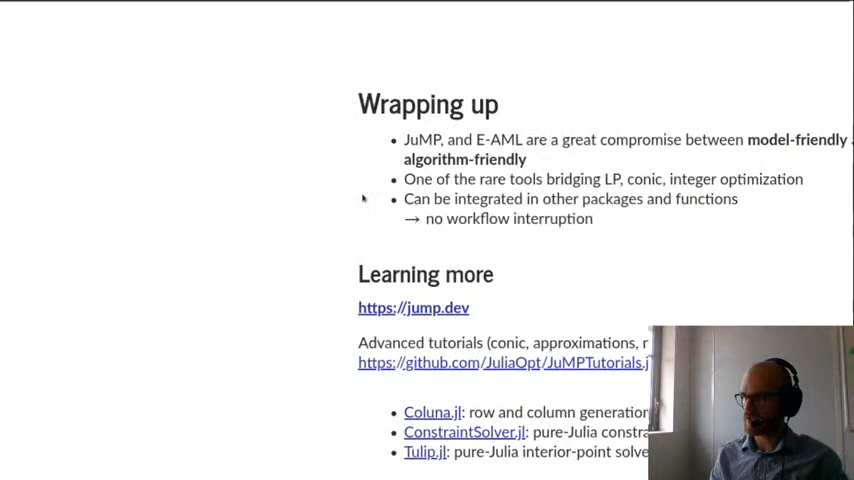 Wrapping up
• JuMP, and E-AML are a great compromise between model-friendly
algorithm-friendly
• One of the rare tools bridging LP, conic, integer optimization
• Can be integrated in other packages and functions
→ no workflow interruption
Learning more
https://jump.dev
Advanced tutorials (conic, approximations,
https://github.com/JuliaOpt/JuMPTutorials.j
• Coluna.jl: row and column generation
• ConstraintSolver.jl: pure-Julia constra
• Tulip.jl: pure-Julia interior-point solve